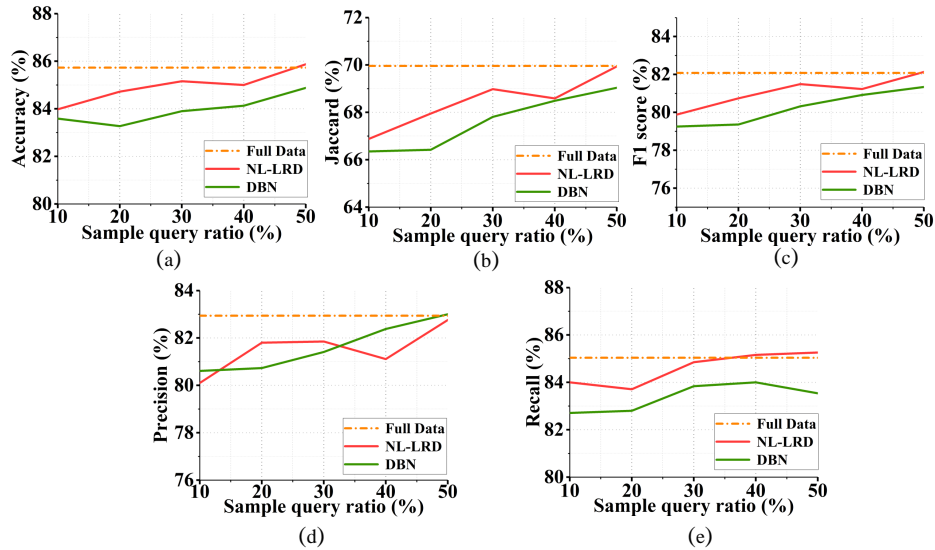 88
86
84
82
80
Accuracy (%)
Full Data
NL-LRD
DBN
10 20 30 40 50
Sample query ratio (%)
(a)
72
70
68
66
64
Jaccard (%)
Full Data
NL-LRD
DBN
10 20 30 40 50
Sample query ratio (%)
(b)
84
82
80
78
76
F1 score (%)
Full Data
NL-LRD
DBN
10 20 30 40 50
Sample query ratio (%)
(c)
84
82
80
78
76
Precision (%)
Full Data
NL-LRD
DBN
10 20 30 40 50
Sample query ratio (%)
(d)
88
86
84
82
80
Recall (%)
Full Data
NL-LRD
DBN
10 20 30 40 50
Sample query ratio (%)
(e)